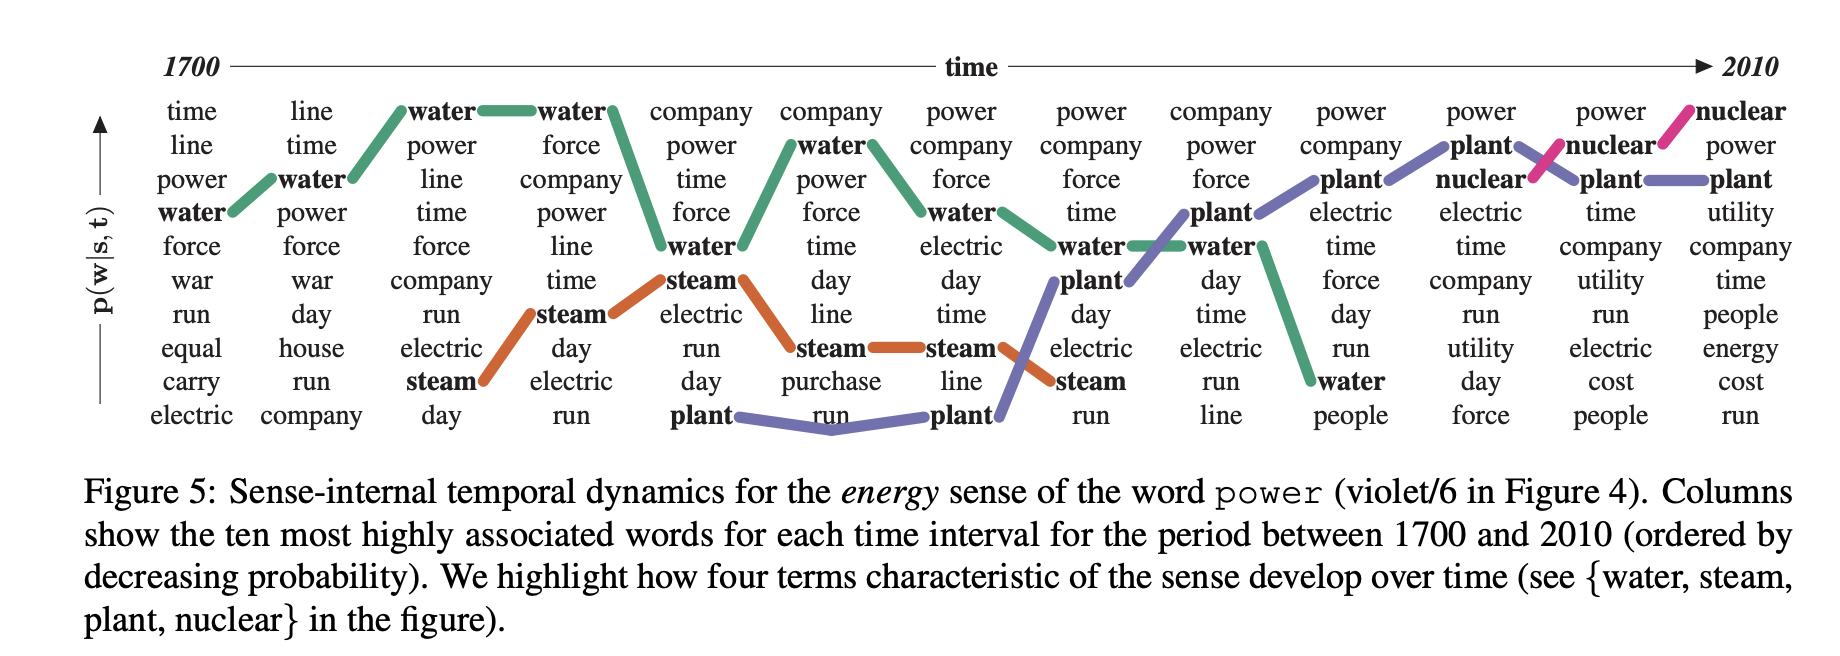 1700 time 2010
time line water water company company power power company power power power nuclear
line time power force power water company company power company plant nuclear power
power water line company time power force force force plant nuclear plant plant
water power time power force force water time plant electric electric time utility
force force force line water time electric water water time time company company
war war company time steam day day plant day force company utility time
run day run steam electric line time day time day run run people
equal house electric day run steam steam electric electric run utility electric energy
carry run steam electric day purchase line steam run water day cost cost
electric company day run plant run plant run line people force people run
p(w|s, t)
Figure 5: Sense-internal temporal dynamics for the energy sense of the word power (violet/6 in Figure 4). Columns
show the ten most highly associated words for each time interval for the period between 1700 and 2010 (ordered by
decreasing probability). We highlight how four terms characteristic of the sense develop over time (see {water, steam,
plant, nuclear} in the figure).